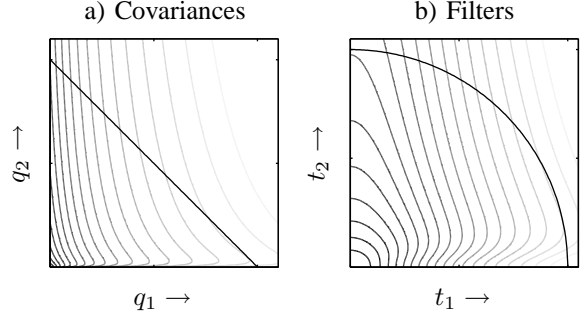 a) Covariances
b) Filters
q2 →
t2 →
q1 →
t1 →